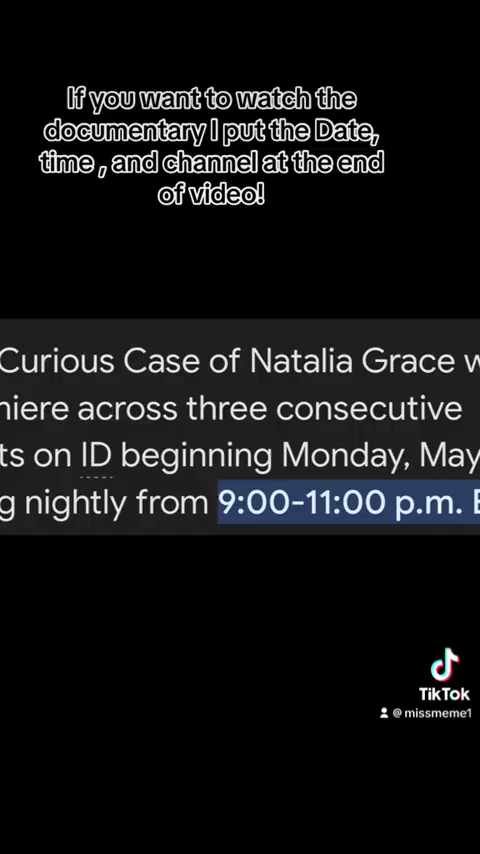 If you want to watch the
documentary I put the Date,
time , and channel at the end
of video!
Curious Case of Natalia Grace
across three consecutive
on ID beginning Monday, May
nightly from 9:00-11:00 p.m.
TikTok
@ missmeme1